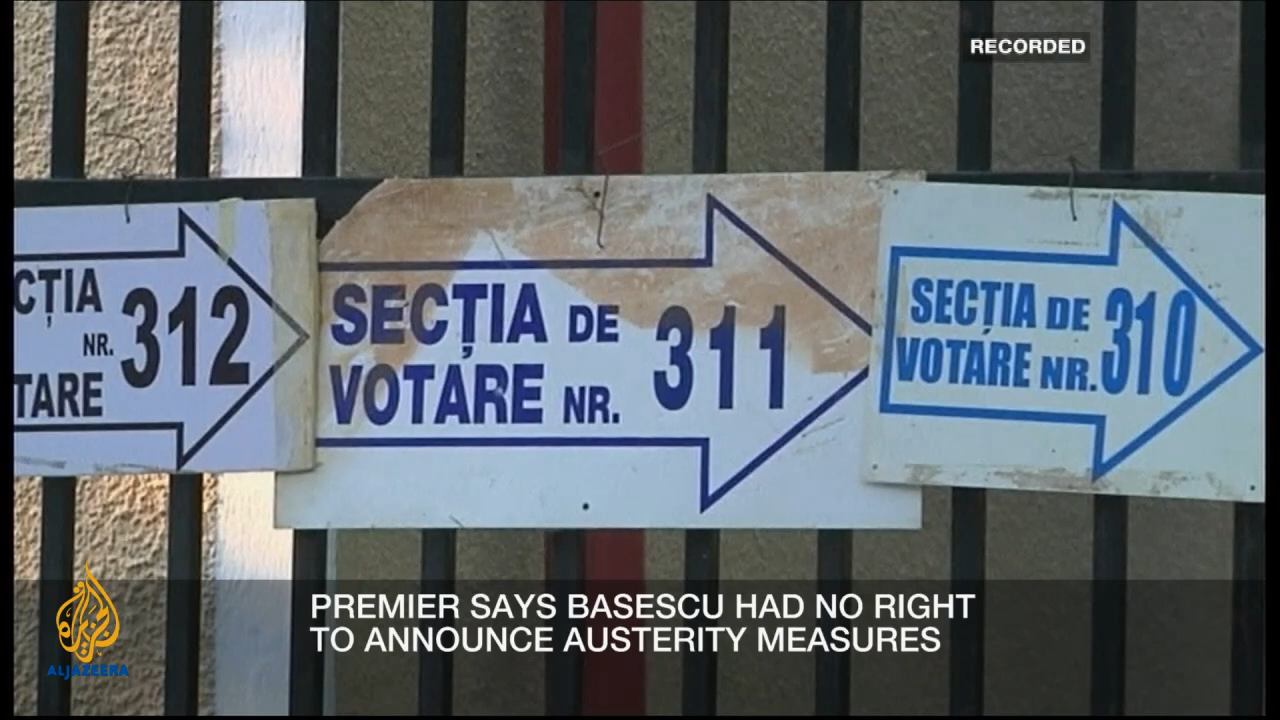 RECORDED
CȚIA
NR. 312
TARE
SECȚIA DE
VOTARE NR. 311
SECȚIA DE
VOTARE NR. 310
PREMIER SAYS BASESCU HAD NO RIGHT
TO ANNOUNCE AUSTERITY MEASURES
ALJAZEERA